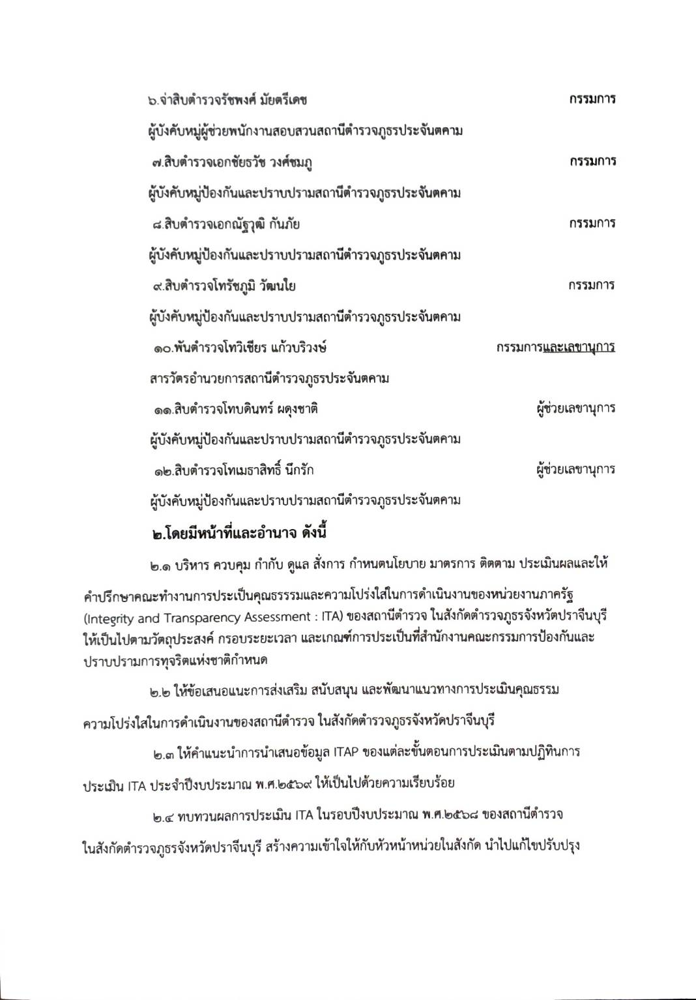 ๖.จ่าสิบตำรวจรัชพงศ์ มัยตรีเดช กรรมการ
ผู้บังคับหมู่ผู้ช่วยพนักงานสอบสวนสถานีตำรวจภูธรประจันตคาม
๗.สิบตำรวจเอกชัยธวัช วงศ์ชมภู กรรมการ
ผู้บังคับหมู่ป้องกันและปราบปรามสถานีตำรวจภูธรประจันตคาม
๘.สิบตำรวจเอกณัฐวุฒิ กันภัย กรรมการ
ผู้บังคับหมู่ป้องกันและปราบปรามสถานีตำรวจภูธรประจันตคาม
๙.สิบตำรวจโทรัชภูมิ วัฒนใย กรรมการ
ผู้บังคับหมู่ป้องกันและปราบปรามสถานีตำรวจภูธรประจันตคาม
๑๐.พันตำรวจโทวิเชียร แก้วบริวงษ์ กรรมการและเลขานุการ
สารวัตรอำนวยการสถานีตำรวจภูธรประจันตคาม
๑๑.สิบตำรวจโทบดินทร์ ผดุงชาติ ผู้ช่วยเลขานุการ
ผู้บังคับหมู่ป้องกันและปราบปรามสถานีตำรวจภูธรประจันตคาม
๑๒.สิบตำรวจโทเมธาสิทธิ์ นึกรัก ผู้ช่วยเลขานุการ
ผู้บังคับหมู่ป้องกันและปราบปรามสถานีตำรวจภูธรประจันตคาม
๒.โดยมีหน้าที่และอำนาจ ดังนี้
๒.๑ บริหาร ควบคุม กำกับ ดูแล สั่งการ กำหนตนโยบาย มาตรการ ติตตาม ประเมินผลและให้
คำปรึกษาคณะทำงานการประเป็นคุณธรรรมและความโปร่งใส่ในการดำเนินงานของหน่วยงานภาครัฐ
(Integrity and Transparency Assessment : ITA) ของสถานีตำรวจ ในสังกัดตำรวจภูธรจังหวัตปราจีนบุรี
ให้เป็นไปตามวัตถุประสงค์ กรอบระยะเวลา และเกณฑ์การประเป็นที่สำนักงานคณะกรรมการป้องกันและ
ปราบปรามการทุจริตแห่งชาติกำหนด
๒.๒ ให้ข้อเสนอแนะการส่งเสริม สนับสนุน และพัฒนาแนวทางการประเมินคุณธรรม
ความโปร่งใสในการดำเนินงานของสถานีตำรวจ ในสังกัดตำรวจภูธรจังหวัดปราจีนบุรี
๒.๓ ให้คำแนะนำการนำเสนอข้อมูล ITAP ของแต่ละขั้นตอนการประเมินตามปฏิทินการ
ประเมิน ITA ประจำปีงบประมาณ พ.ศ.๒๕๖๙ ให้เป็นไปด้วยความเรียบร้อย
๒.๔ ทบทวนผลการประเมิน ITA ในรอบปีงบประมาณ พ.ศ.๒๕๖๘ ของสถานีตำรวจ
ในสังกัดตำรวจภูธรจังหวัดปราจีนบุรี สร้างความเข้าใจให้กับหัวหน้าหน่วยในสังกัด นำไปแก้ไขปรับปรุง